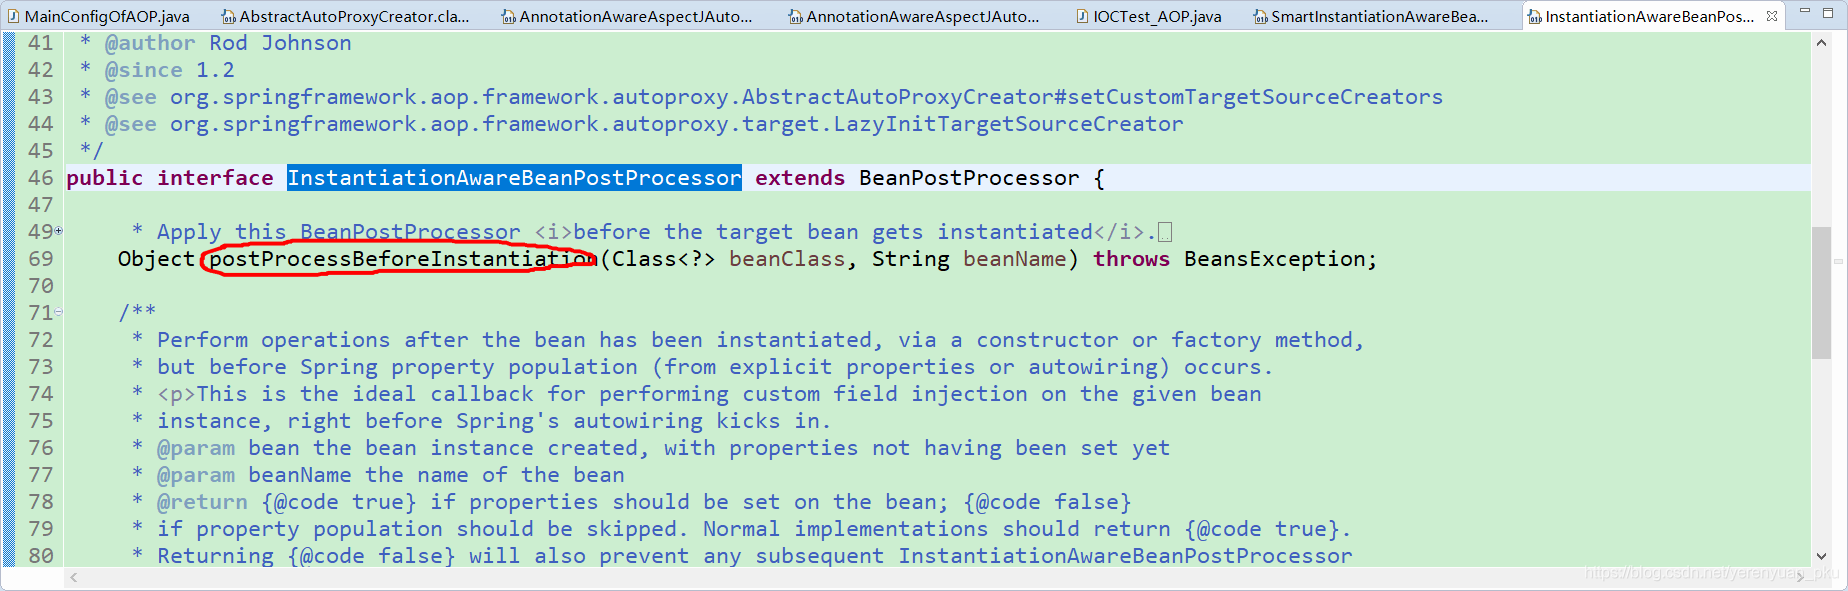 MainConfigOfAOP.java AbstractAutoProxyCreator.cla... AnnotationAwareAspectJAuto... AnnotationAwareAspectJAuto... IOCTest_AOP.java SmartInstantiationAwareBea... InstantiationAwareBeanPos...
41 * @author Rod Johnson
42 * @since 1.2
43 * @see org.springframework.aop.framework.autoproxy.AbstractAutoProxyCreator#setCustomTargetSourceCreators
44 * @see org.springframework.aop.framework.autoproxy.target.LazyInitTargetSourceCreator
45 */
46 public interface InstantiationAwareBeanPostProcessor extends BeanPostProcessor {
47
49 * Apply this BeanPostProcessor <i>before the target bean gets instantiated</i>.
69 Object postProcessBeforeInstantiation(Class<?> beanClass, String beanName) throws BeansException;
70
71 /**
72 * Perform operations after the bean has been instantiated, via a constructor or factory method,
73 * but before Spring property population (from explicit properties or autowiring) occurs.
74 * <p>This is the ideal callback for performing custom field injection on the given bean
75 * instance, right before Spring's autowiring kicks in.
76 * @param bean the bean instance created, with properties not having been set yet
77 * @param beanName the name of the bean
78 * @return {@code true} if properties should be set on the bean; {@code false}
79 * if property population should be skipped. Normal implementations should return {@code true}.
80 * Returning {@code false} will also prevent any subsequent InstantiationAwareBeanPostProcessor
https://blog.csdn.net/yerenyuan_pku